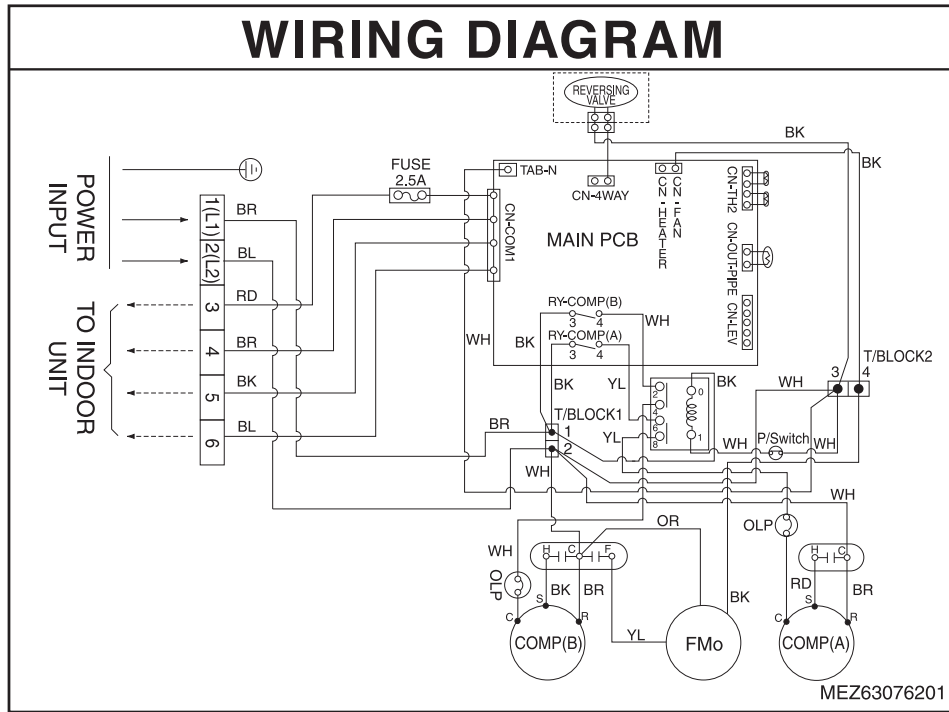 WIRING DIAGRAM
REVERSING
VALVE
BK
BK
POWER
INPUT
1(L1)
2(L2)
3
4
5
6
TO INDOOR
UNIT
BR
BL
RD
BR
BK
BL
FUSE
2.5A
TAB-N
CN-COM1
CN-4WAY
CN-HEATER
CN-FAN
CN-TH2
CN-OUT-PIPE
CN-LEV
MAIN PCB
RY-COMP(B)
3 4
RY-COMP(A)
3 4
WH
BK
WH
BK
YL
BK
2
4
6
8
0
1
YL
T/BLOCK1
1
2
BR
WH
T/BLOCK2
3 4
WH
WH
P/Switch
WH
WH
OR
OLP
WH
OLP
H C F
BK
BR
YL
BK
H C
RD
BR
C S R
COMP(B)
FMo
C S R
COMP(A)
MEZ63076201